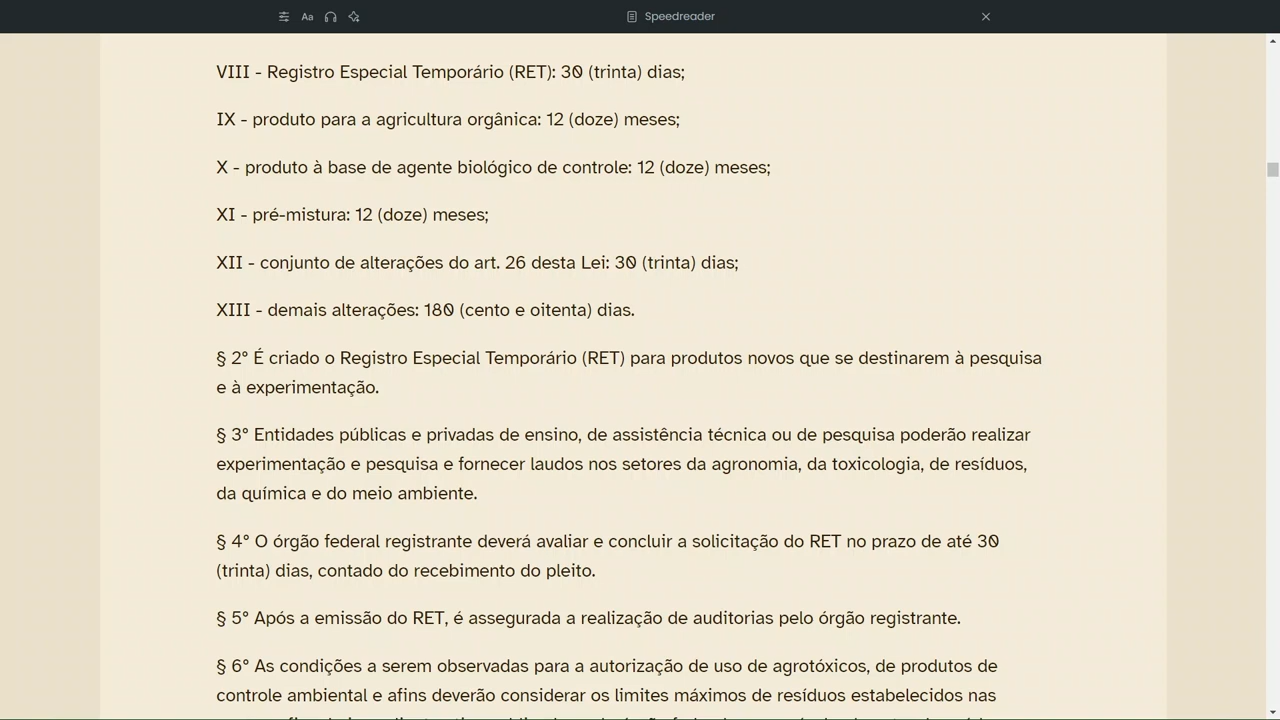 Aa
Speedreader
VIII - Registro Especial Temporário (RET): 30 (trinta) dias;
IX - produto para a agricultura orgânica: 12 (doze) meses;
X - produto à base de agente biológico de controle: 12 (doze) meses;
XI - pré-mistura: 12 (doze) meses;
XII - conjunto de alterações do art. 26 desta Lei: 30 (trinta) dias;
XIII - demais alterações: 180 (cento e oitenta) dias.
§ 2º É criado o Registro Especial Temporário (RET) para produtos novos que se destinarem à pesquisa
e à experimentação.
§ 3º Entidades públicas e privadas de ensino, de assistência técnica ou de pesquisa poderão realizar
experimentação e pesquisa e fornecer laudos nos setores da agronomia, da toxicologia, de resíduos,
da química e do meio ambiente.
§ 4º O órgão federal registrante deverá avaliar e concluir a solicitação do RET no prazo de até 30
(trinta) dias, contado do recebimento do pleito.
§ 5º Após a emissão do RET, é assegurada a realização de auditorias pelo órgão registrante.
§ 6º As condições a serem observadas para a autorização de uso de agrotóxicos, de produtos de
controle ambiental e afins deverão considerar os limites máximos de resíduos estabelecidos nas